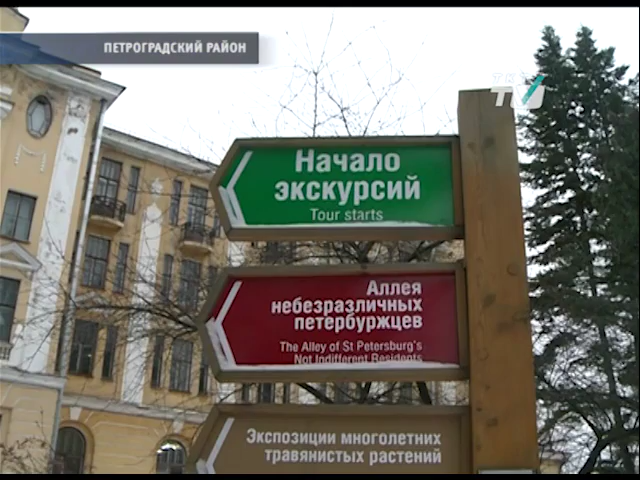 ПЕТРОГРАДСКИЙ РАЙОН
Начало
экскурсий
Tour starts
Аллея
небезразличных
петербуржцев
The Alley of St Petersburg's
Not Indifferent Residents
Экспозиции многолетних
травянистых растений